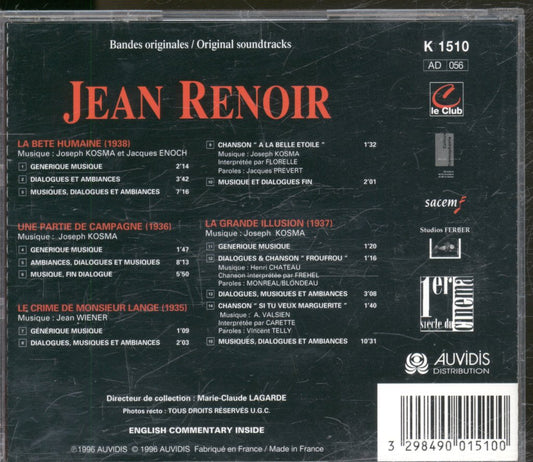 Bandes originales / Original soundtracks
K 1510
AD 056
JEAN RENOIR
le Club
LA BETE HUMAINE (1938)
Musique : Joseph KOSMA et Jacques ENOCH
1 GENERIQUE MUSIQUE 2'14
2 DIALOGUES ET AMBIANCES 3'42
3 MUSIQUES, DIALOGUES ET AMBIANCES 7'16
UNE PARTIE DE CAMPAGNE (1936)
Musique : Joseph KOSMA
4 GENERIQUE MUSIQUE 1'47
5 AMBIANCES, DIALOGUES ET MUSIQUES 8'13
6 MUSIQUE, FIN DIALOGUE 5'50
LE CRIME DE MONSIEUR LANGE (1935)
Musique : Jean WIENER
7 GÉNÉRIQUE MUSIQUE 1'09
8 DIALOGUES, MUSIQUES ET AMBIANCES 2'03
9 CHANSON " A LA BELLE ETOILE " 1'32
Musique : Joseph KOSMA
Interprétée par FLORELLE
Paroles : Jacques PREVERT
10 MUSIQUE ET DIALOGUES FIN 2'01
LA GRANDE ILLUSION (1937)
Musique : Joseph KOSMA
11 GENERIQUE MUSIQUE 1'20
12 DIALOGUES & CHANSON " FROUFROU " 1'16
Musique : Henri CHATEAU
Chanson interprétée par FREHEL
Paroles : MONREAL/BLONDEAU
13 DIALOGUES, MUSIQUES ET AMBIANCES 3'08
14 CHANSON " SI TU VEUX MARGUERITE " 1'40
Musique : A. VALSIEN
Interprétée par CARETTE
Paroles : Vincent TELLY
15 MUSIQUES, DIALOGUES ET AMBIANCES 10'31
sacem
Studios FERBER
1er
siècle du
cinéma
AUVIDIS
DISTRIBUTION
Directeur de collection : Marie-Claude LAGARDE
Photos recto : TOUS DROITS RÉSERVÉS U.G.C.
ENGLISH COMMENTARY INSIDE
℗ 1996 AUVIDIS © 1996 AUVIDIS Fabriqué en France / Made in France
3 298490 015100